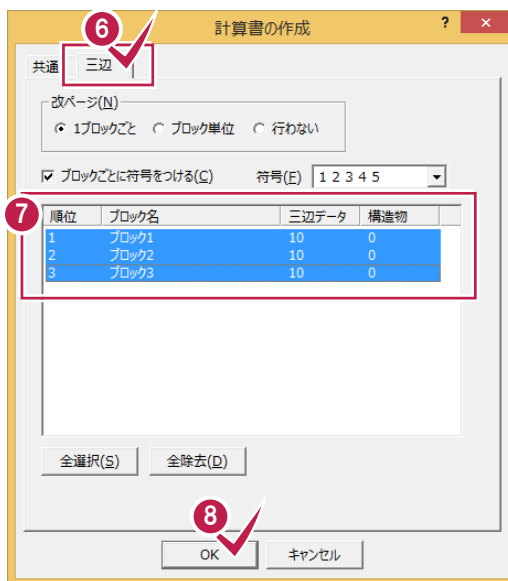 6
計算書の作成
? ×
共通 三辺
改ページ(N)
1ブロックごと ブロック単位 行わない
ブロックごとに符号をつける(C) 符号(F) 1 2 3 4 5
7
順位 ブロック名 三辺データ 構造物
1 ブロック1 10 0
2 ブロック2 10 0
3 ブロック3 10 0
全選択(S) 全除去(D)
8
OK キャンセル